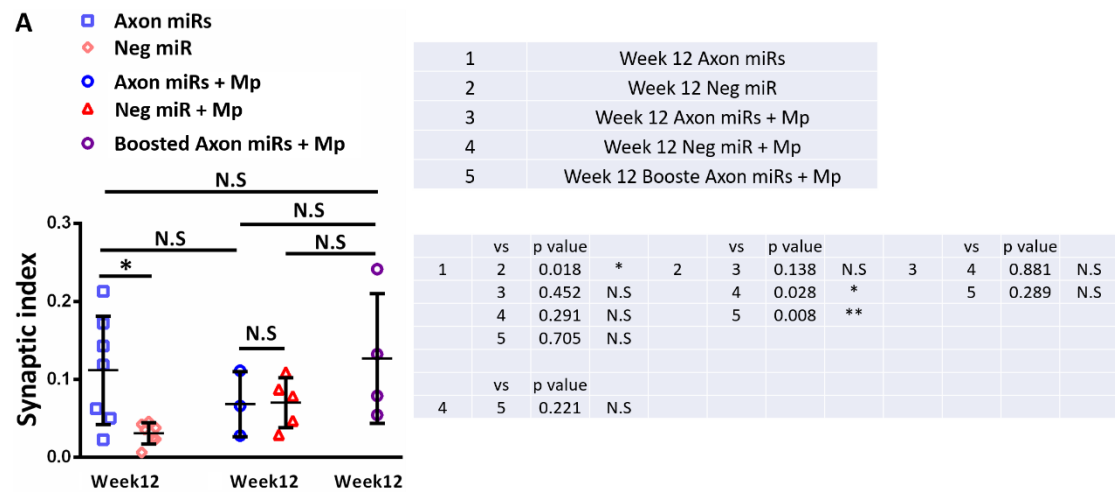 A
Axon miRs
Neg miR
Axon miRs + Mp
Neg miR + Mp
Boosted Axon miRs + Mp
N.S
N.S
N.S
N.S
*
N.S
0.3
0.2
0.1
0.0
Synaptic index
Week12
Week12
Week12
1 Week 12 Axon miRs
2 Week 12 Neg miR
3 Week 12 Axon miRs + Mp
4 Week 12 Neg miR + Mp
5 Week 12 Booste Axon miRs + Mp
vs p value vs p value vs p value
1 2 0.018 * 2 3 0.138 N.S 3 4 0.881 N.S
3 0.452 N.S 4 0.028 * 5 0.289 N.S
4 0.291 N.S 5 0.008 **
5 0.705 N.S
vs p value
4 5 0.221 N.S